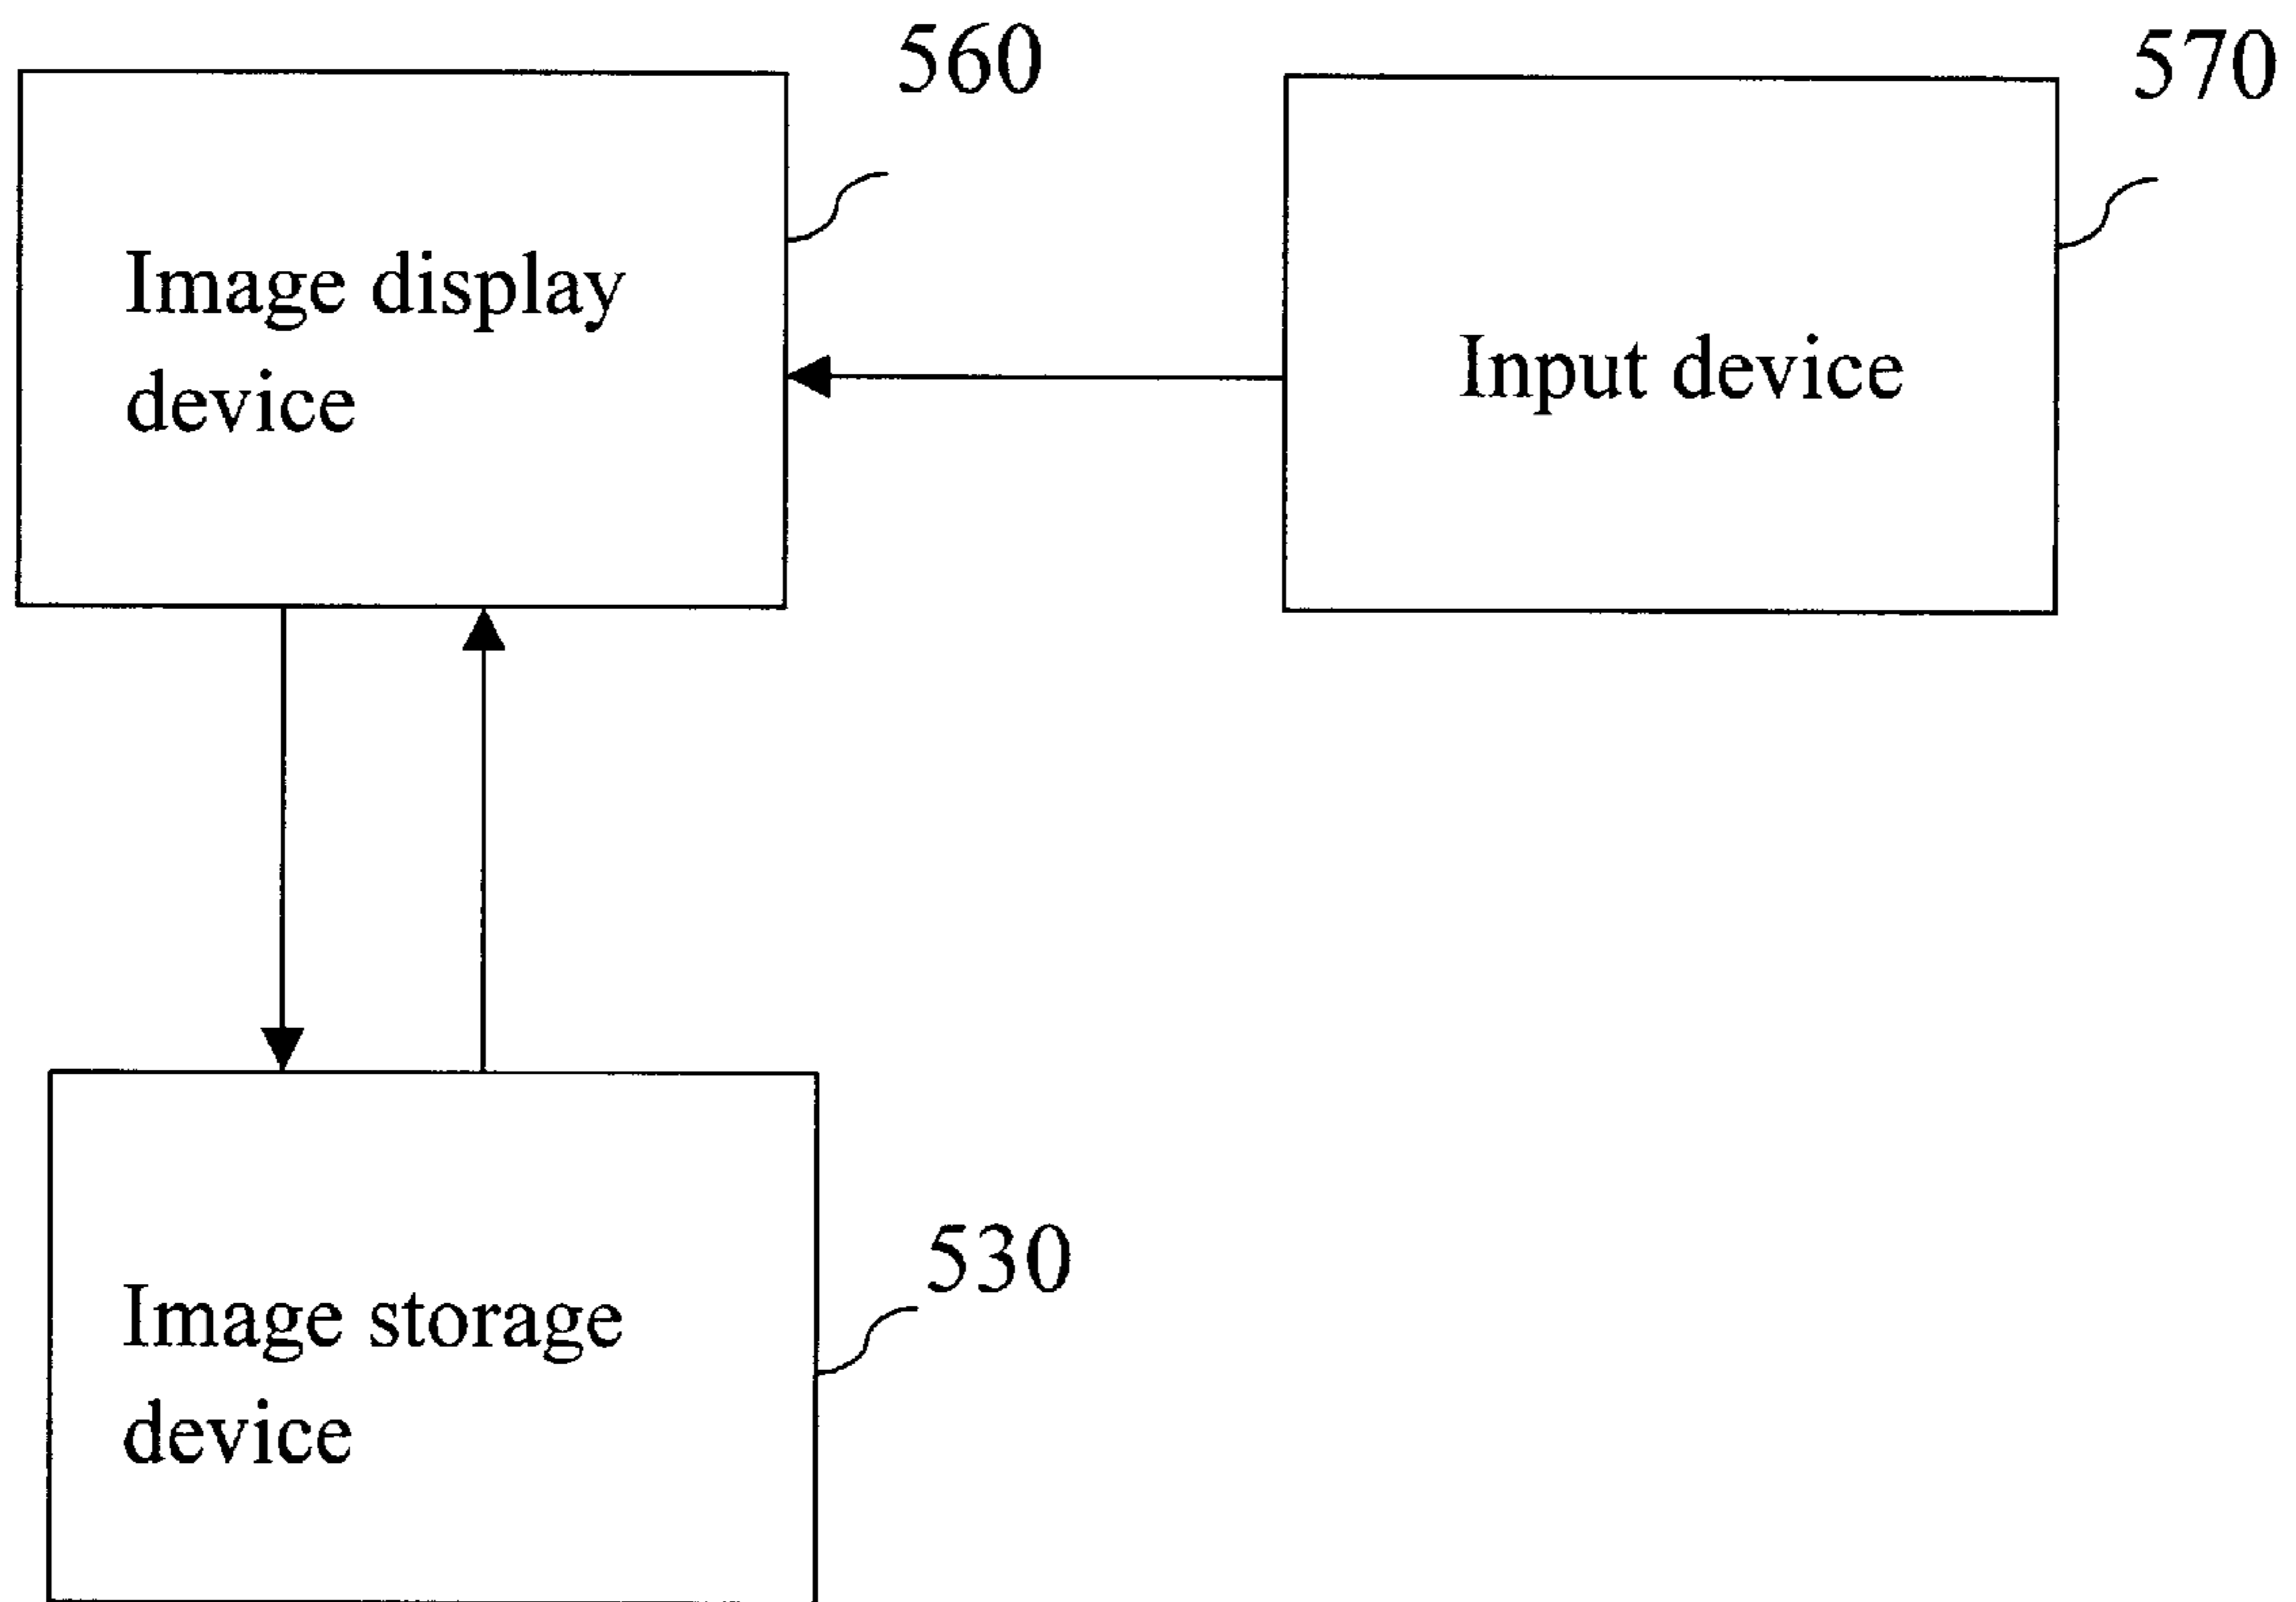 560
570
Image display
device
Input device
530
Image storage
device